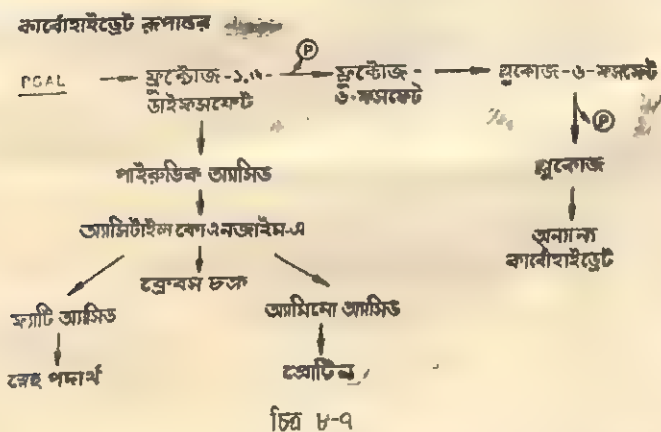 কার্বোহাইড্রেট রূপান্তর
PGAL
ফ্রুক্টোজ-১,৬-
ডাইফসফেট
P
ফ্রুক্টোজ -
৬-ফসফেট
গ্লুকোজ-৬-ফসফেট
P
পাইরুভিক অ্যাসিড
গ্লুকোজ
অ্যাসিটাইল কোএনজাইম-এ
অন্যান্য
কার্বোহাইড্রেট
ক্রেবস চক্র
ফ্যাটি অ্যাসিড
অ্যামিনো অ্যাসিড
স্নেহ পদার্থ
প্রোটিন
চিত্র ৮-৭